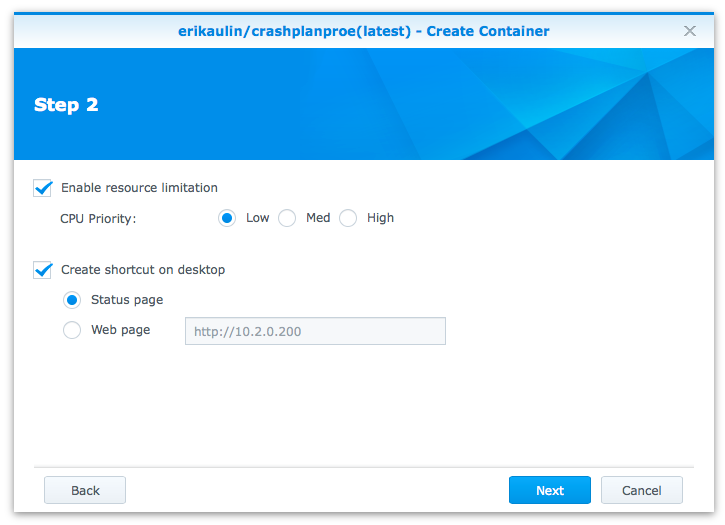 erikaulin/crashplanproe(latest) - Create Container
Step 2
Enable resource limitation
CPU Priority: Low Med High
Create shortcut on desktop
Status page
Web page http://10.2.0.200
Back Next Cancel